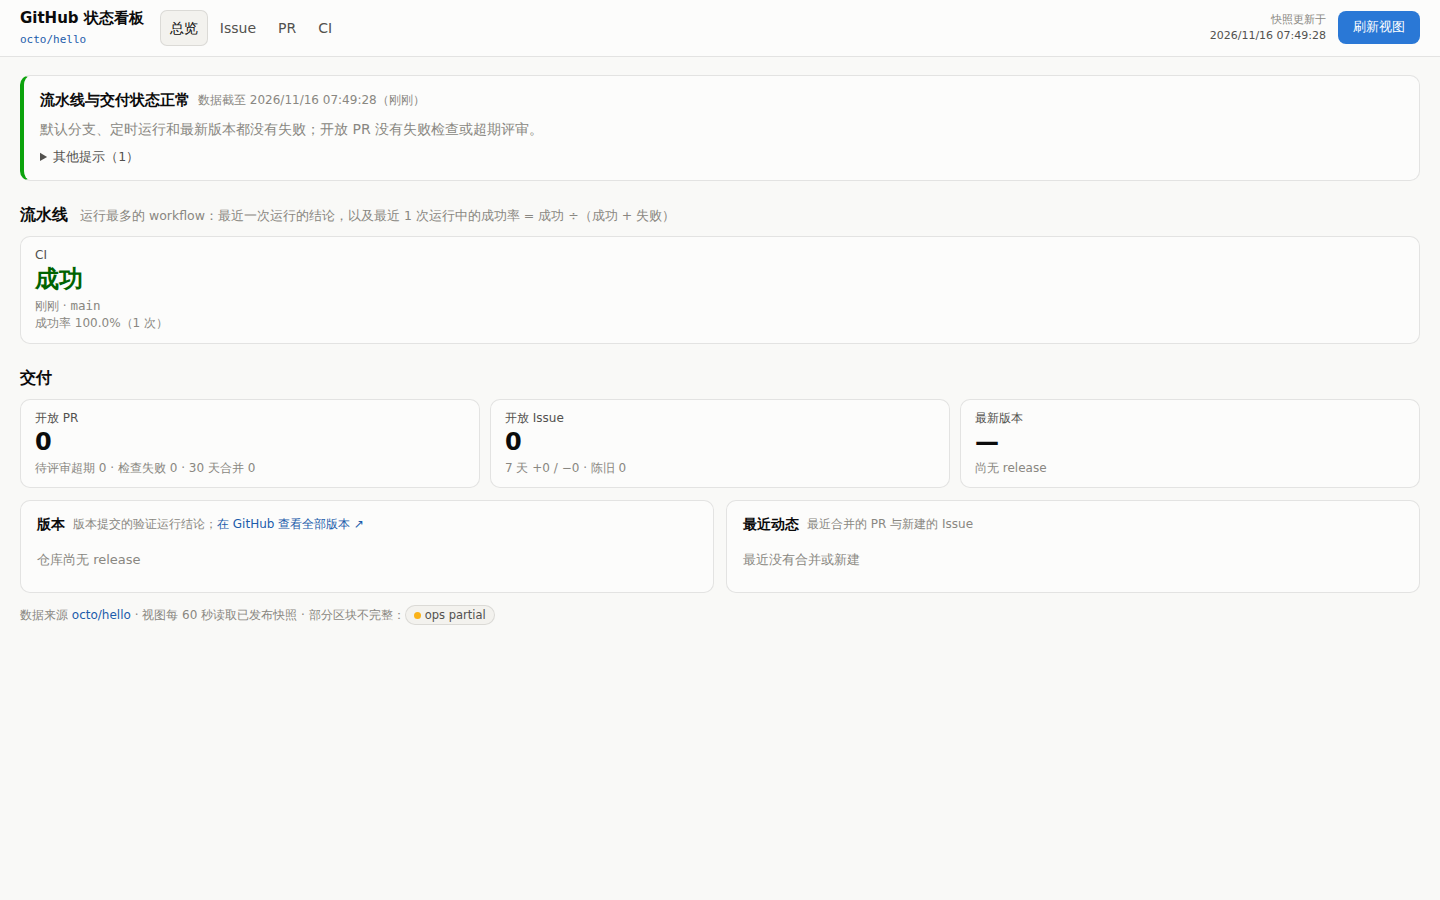 GitHub 状态看板
octo/hello
总览
Issue
PR
CI
快照更新于
2026/11/16 07:49:28
刷新视图
流水线与交付状态正常 数据截至 2026/11/16 07:49:28（刚刚）
默认分支、定时运行和最新版本都没有失败；开放 PR 没有失败检查或超期评审。
▶ 其他提示（1）
流水线 运行最多的 workflow：最近一次运行的结论，以及最近 1 次运行中的成功率 = 成功 ÷（成功 + 失败）
CI
成功
刚刚 · main
成功率 100.0%（1 次）
交付
开放 PR
0
待评审超期 0 · 检查失败 0 · 30 天合并 0
开放 Issue
0
7 天 +0 / −0 · 陈旧 0
最新版本
—
尚无 release
版本 版本提交的验证运行结论；在 GitHub 查看全部版本 ↗
仓库尚无 release
最近动态 最近合并的 PR 与新建的 Issue
最近没有合并或新建
数据来源 octo/hello · 视图每 60 秒读取已发布快照 · 部分区块不完整：ops partial